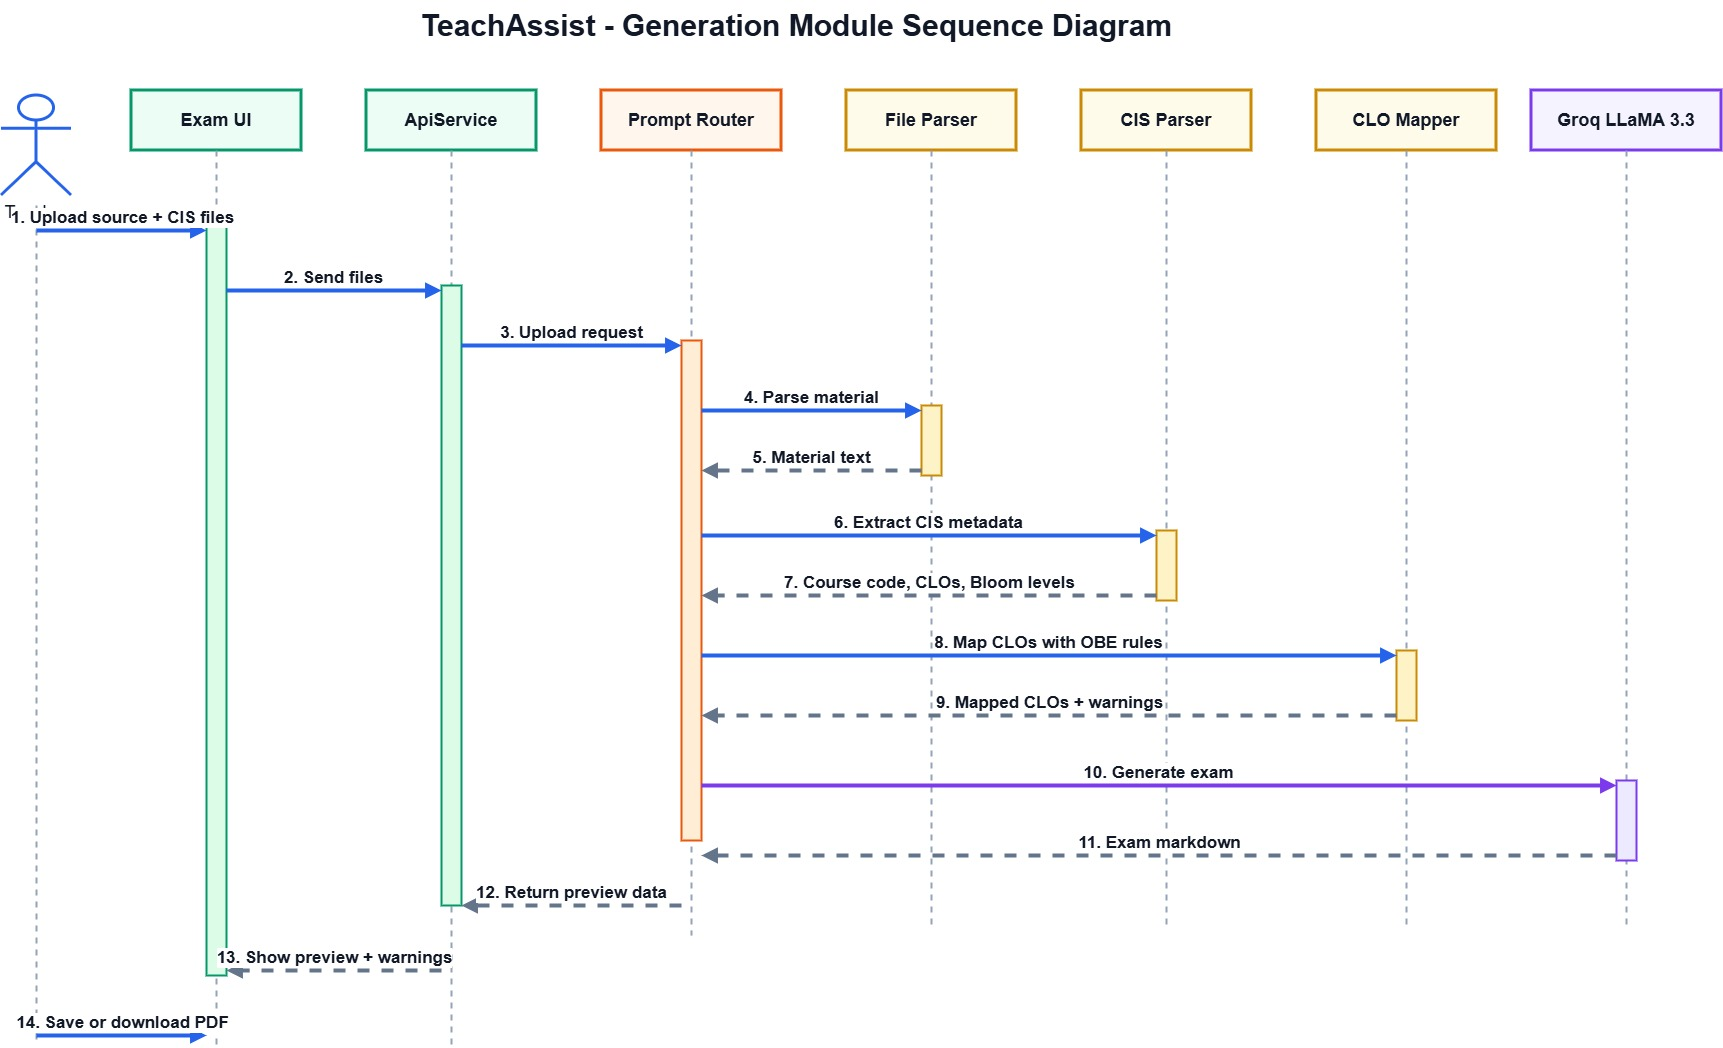 TeachAssist - Generation Module Sequence Diagram
Exam UI
ApiService
Prompt Router
File Parser
CIS Parser
CLO Mapper
Groq LLaMA 3.3
1. Upload source + CIS files
2. Send files
3. Upload request
4. Parse material
5. Material text
6. Extract CIS metadata
7. Course code, CLOs, Bloom levels
8. Map CLOs with OBE rules
9. Mapped CLOs + warnings
10. Generate exam
11. Exam markdown
12. Return preview data
13. Show preview + warnings
14. Save or download PDF